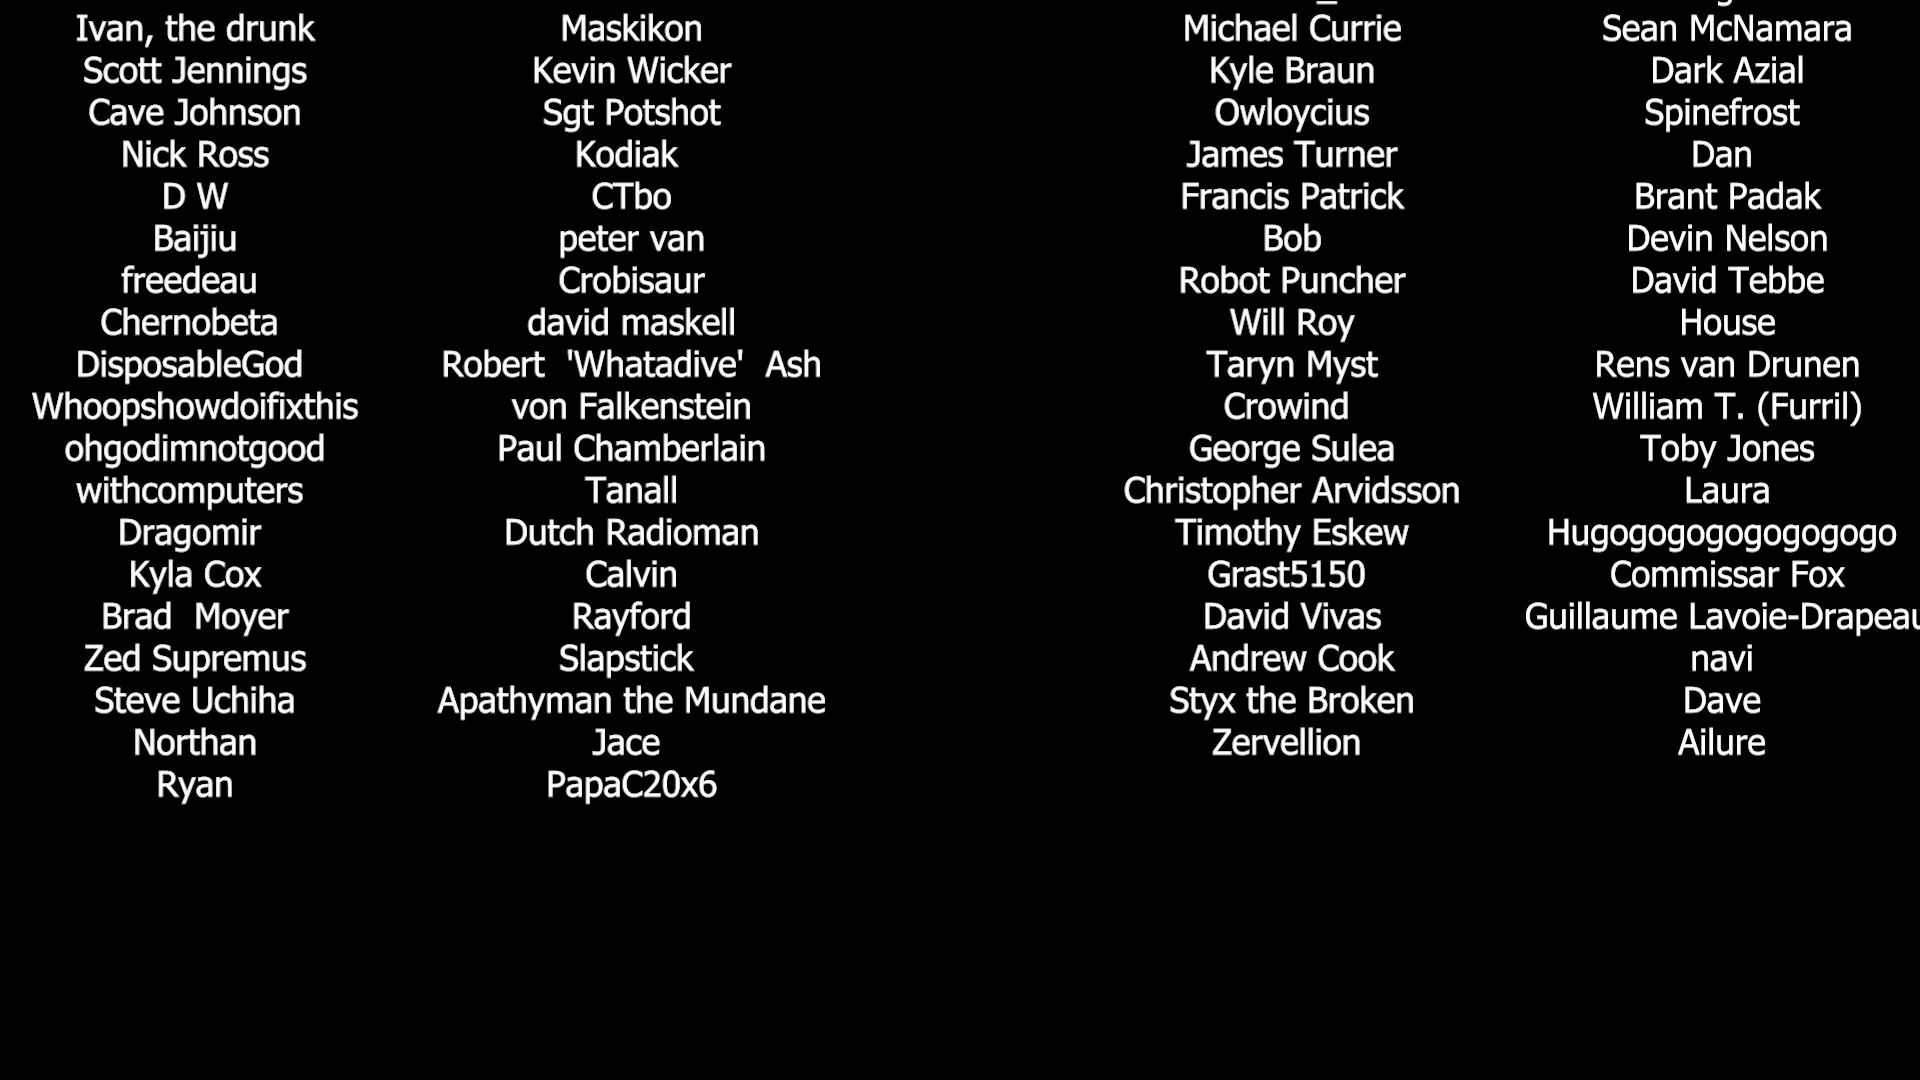 Ivan, the drunk
Scott Jennings
Cave Johnson
Nick Ross
D W
Baijiu
freedeau
Chernobeta
DisposableGod
Whoopshowdoifixthis
ohgodimnotgood
withcomputers
Dragomir
Kyla Cox
Brad  Moyer
Zed Supremus
Steve Uchiha
Northan
Ryan
Maskikon
Kevin Wicker
Sgt Potshot
Kodiak
CTbo
peter van
Crobisaur
david maskell
Robert  'Whatadive'  Ash
von Falkenstein
Paul Chamberlain
Tanall
Dutch Radioman
Calvin
Rayford
Slapstick
Apathyman the Mundane
Jace
PapaC20x6
Michael Currie
Kyle Braun
Owloycius
James Turner
Francis Patrick
Bob
Robot Puncher
Will Roy
Taryn Myst
Crowind
George Sulea
Christopher Arvidsson
Timothy Eskew
Grast5150
David Vivas
Andrew Cook
Styx the Broken
Zervellion
Sean McNamara
Dark Azial
Spinefrost
Dan
Brant Padak
Devin Nelson
David Tebbe
House
Rens van Drunen
William T. (Furril)
Toby Jones
Laura
Hugogogogogogogogo
Commissar Fox
Guillaume Lavoie-Drapeau
navi
Dave
Ailure